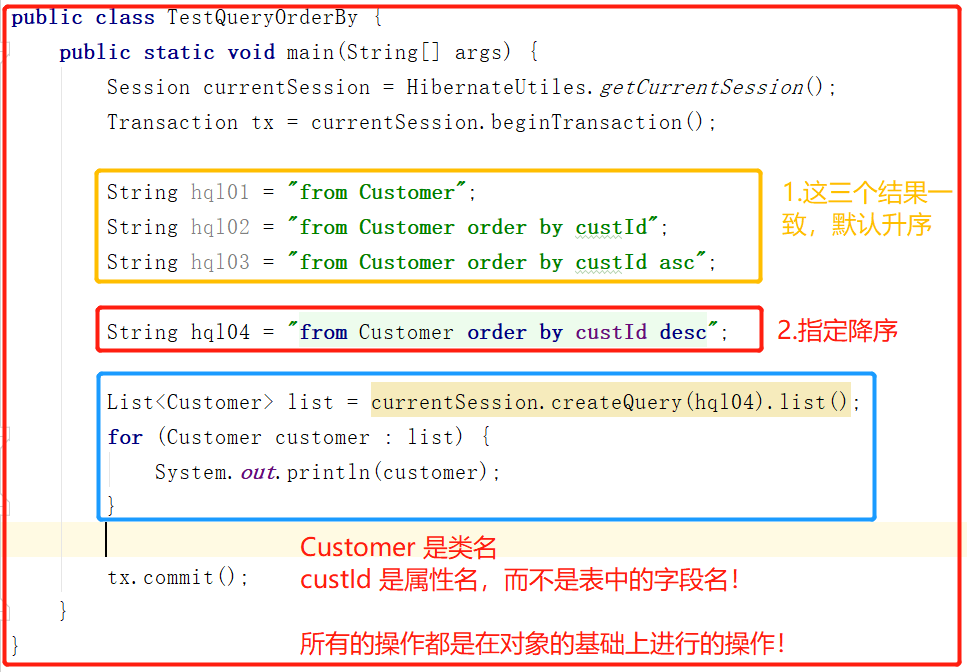 public class TestQueryOrderBy {
public static void main(String[] args) {
Session currentSession = HibernateUtiles.getCurrentSession();
Transaction tx = currentSession.beginTransaction();
String hql01 = "from Customer";
String hql02 = "from Customer order by custId";
String hql03 = "from Customer order by custId asc";
1.这三个结果一
致，默认升序
String hql04 = "from Customer order by custId desc";
2.指定降序
List<Customer> list = currentSession.createQuery(hql04).list();
for (Customer customer : list) {
System.out.println(customer);
}
Customer 是类名
custId 是属性名，而不是表中的字段名！
tx.commit();
}
所有的操作都是在对象的基础上进行的操作！
}